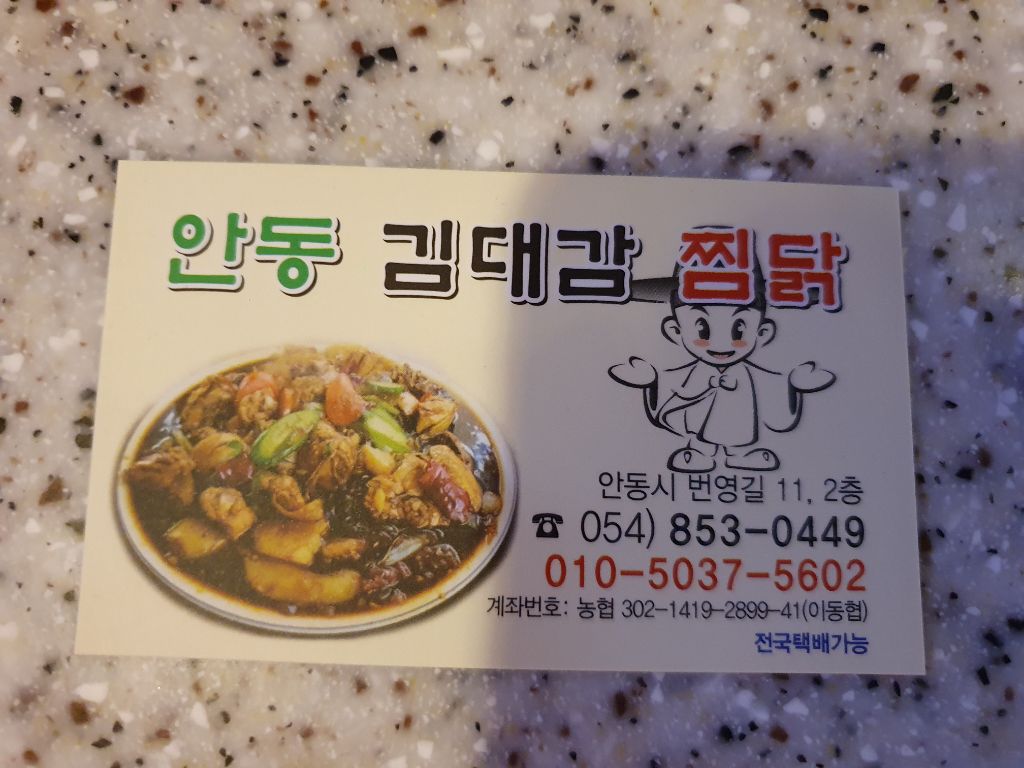 안동 김대감 찜닭
안동시 번영길 11, 2층
☎ 054) 853-0449
010-5037-5602
계좌번호: 농협 302-1419-2899-41(이동협)
전국택배가능